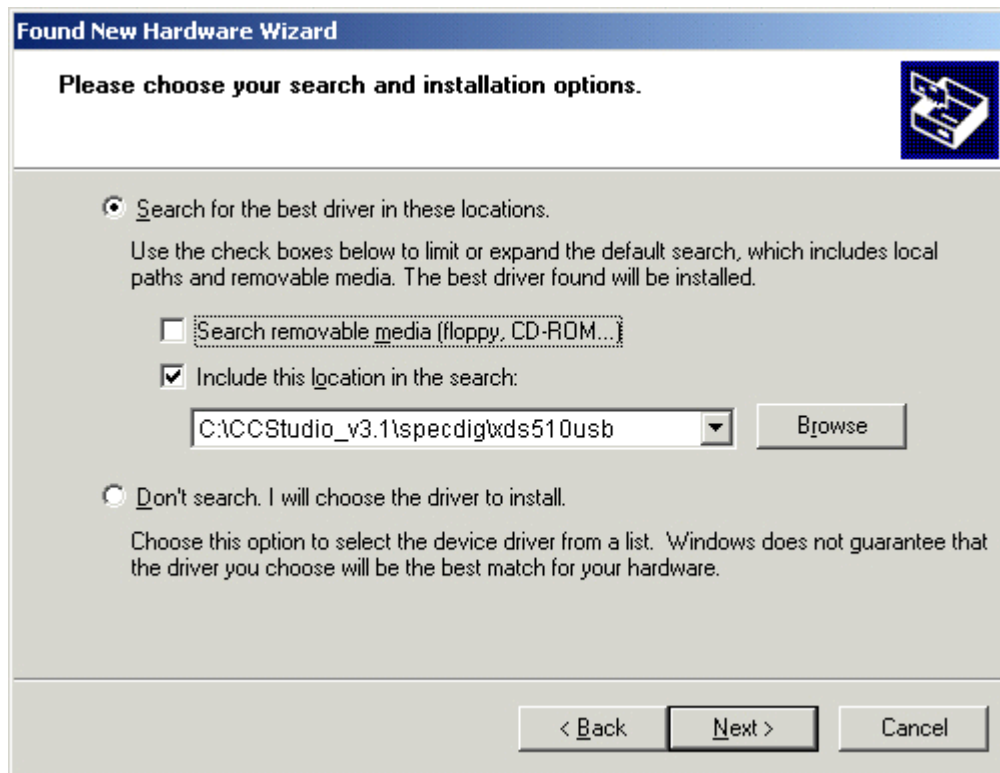 Found New Hardware Wizard
Please choose your search and installation options.
Search for the best driver in these locations.
Use the check boxes below to limit or expand the default search, which includes local
paths and removable media. The best driver found will be installed.
Search removable media (floppy, CD-ROM...)
Include this location in the search:
C:\CCStudio_v3.1\specdig\xds510usb
Browse
Don't search. I will choose the driver to install.
Choose this option to select the device driver from a list.  Windows does not guarantee that
the driver you choose will be the best match for your hardware.
< Back
Next >
Cancel